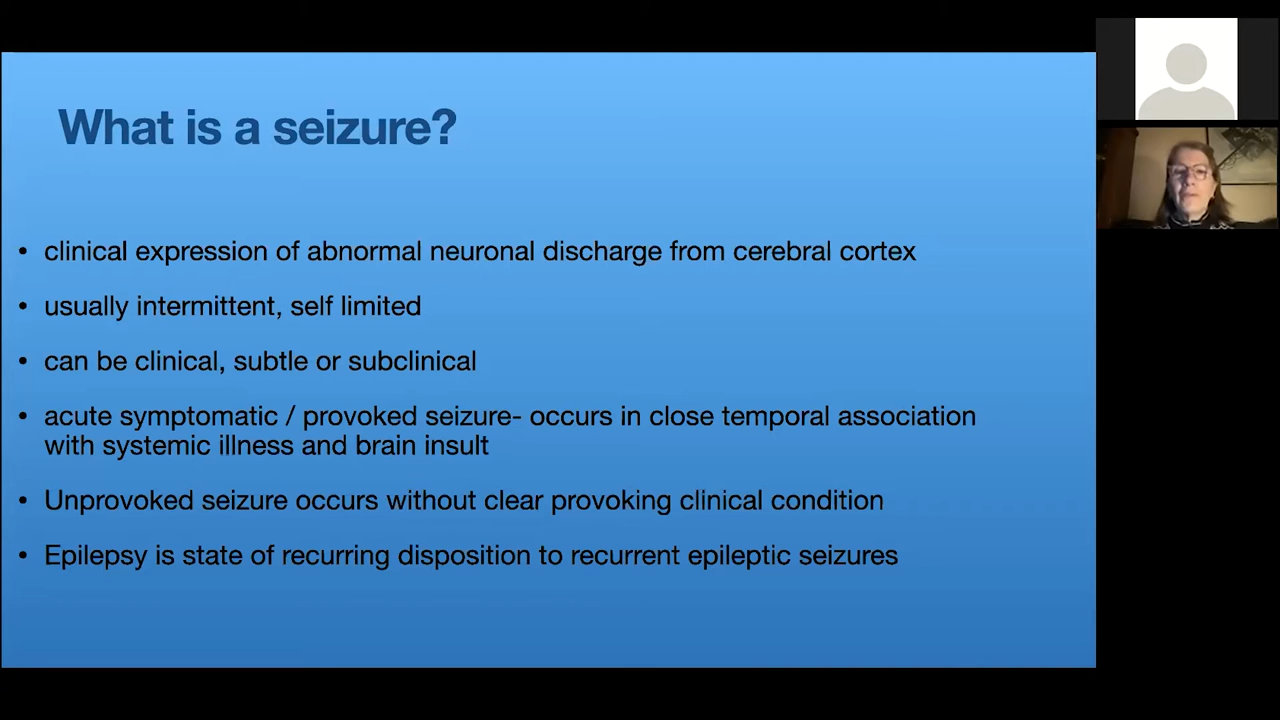 What is a seizure?
• clinical expression of abnormal neuronal discharge from cerebral cortex
• usually intermittent, self limited
• can be clinical, subtle or subclinical
• acute symptomatic / provoked seizure- occurs in close temporal association
with systemic illness and brain insult
• Unprovoked seizure occurs without clear provoking clinical condition
• Epilepsy is state of recurring disposition to recurrent epileptic seizures